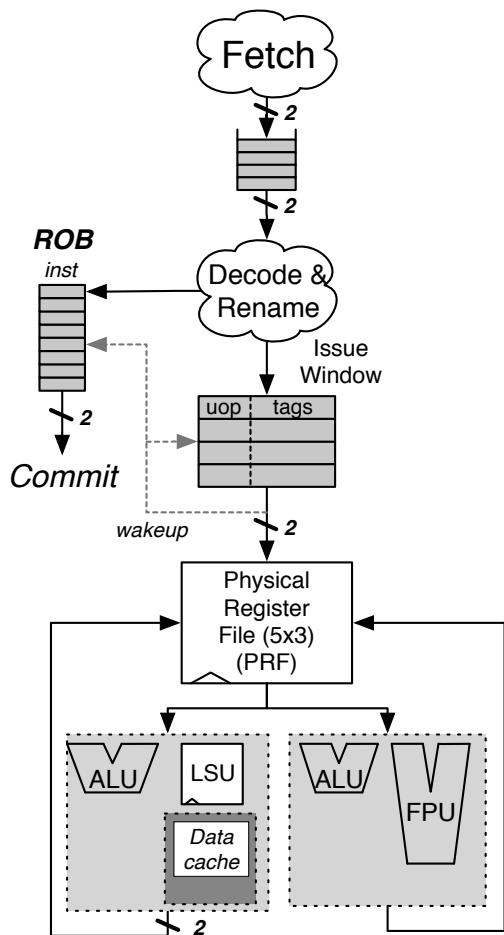 Fetch
2
2
ROB
inst
Decode &
Rename
Issue
Window
uop tags
2
Commit
wakeup
2
Physical
Register
File (5x3)
(PRF)
ALU
LSU
ALU
FPU
Data
cache
2